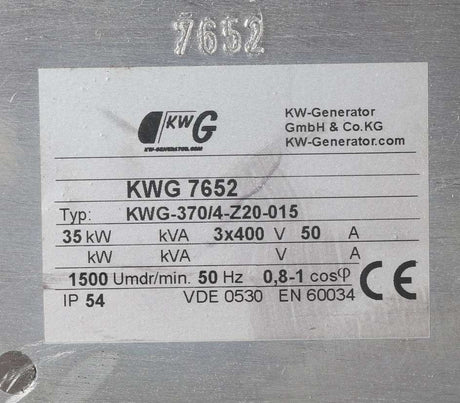 7652
KWG
KW-GENERATOR.COM
KW-Generator
GmbH & Co.KG
KW-Generator.com
KWG 7652
Typ: KWG-370/4-Z20-015
35 kW kVA 3x400 V 50 A
kW kVA V A
1500 Umdr/min. 50 Hz 0,8-1 cosφ
IP 54 VDE 0530 EN 60034 CE